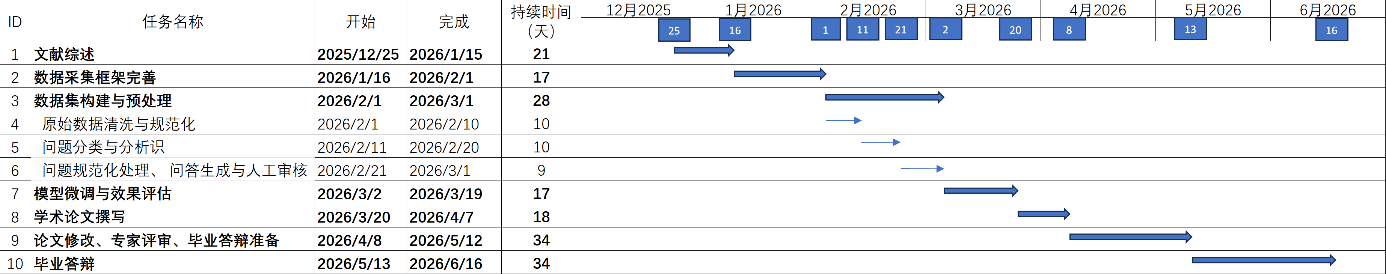 ID 任务名称 开始 完成 持续时间（天） 12月2025 1月2026 2月2026 3月2026 4月2026 5月2026 6月2026
25 16 1 11 21 2 20 8 13 16
1 文献综述 2025/12/25 2026/1/15 21
2 数据采集框架完善 2026/1/16 2026/2/1 17
3 数据集构建与预处理 2026/2/1 2026/3/1 28
4 原始数据清洗与规范化 2026/2/1 2026/2/10 10
5 问题分类与分析识 2026/2/11 2026/2/20 10
6 问题规范化处理、 问答生成与人工审核 2026/2/21 2026/3/1 9
7 模型微调与效果评估 2026/3/2 2026/3/19 17
8 学术论文撰写 2026/3/20 2026/4/7 18
9 论文修改、专家评审、毕业答辩准备 2026/4/8 2026/5/12 34
10 毕业答辩 2026/5/13 2026/6/16 34